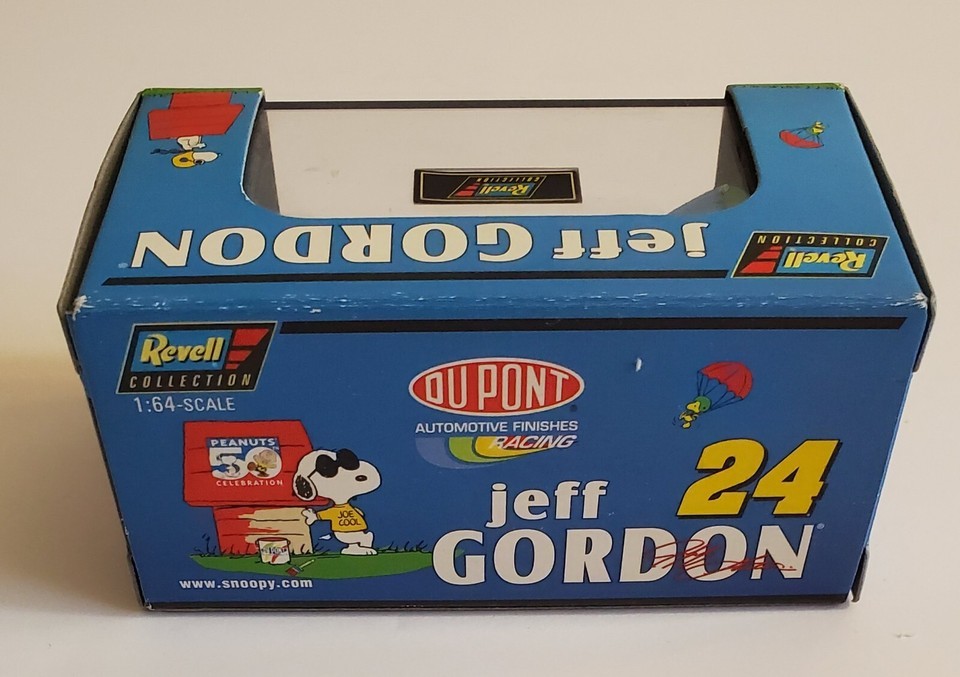 Revell
COLLECTION
jeff GORDON
Revell
COLLECTION
Revell
COLLECTION
1:64-SCALE
DU PONT®
AUTOMOTIVE FINISHES
RACING
PEANUTS
50
CELEBRATION
JOE
COOL
24
jeff
GORDON
www.snoopy.com